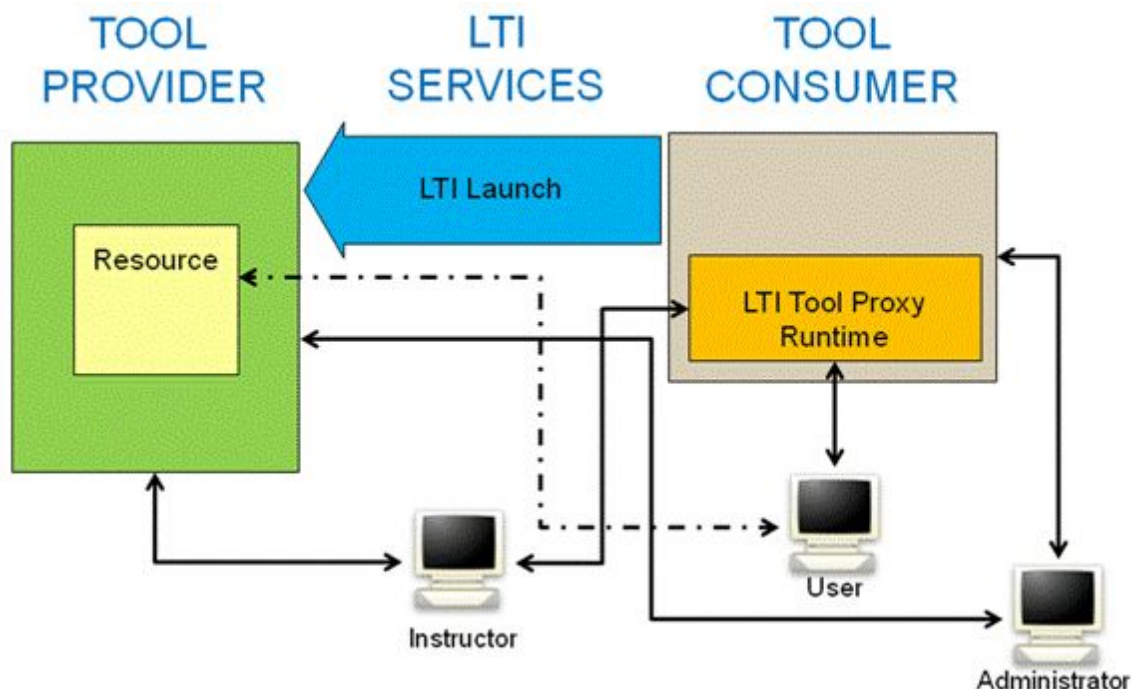 TOOL
PROVIDER
LTI
SERVICES
TOOL
CONSUMER
LTI Launch
Resource
LTI Tool Proxy
Runtime
User
Instructor
Administrator